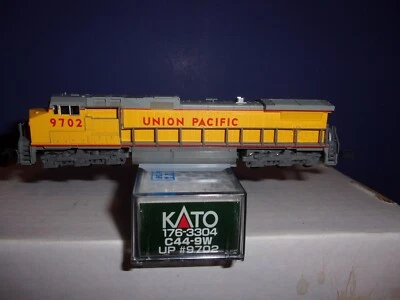 9702
UNION PACIFIC
KATO
176-3304
C44-9W
UP #9702